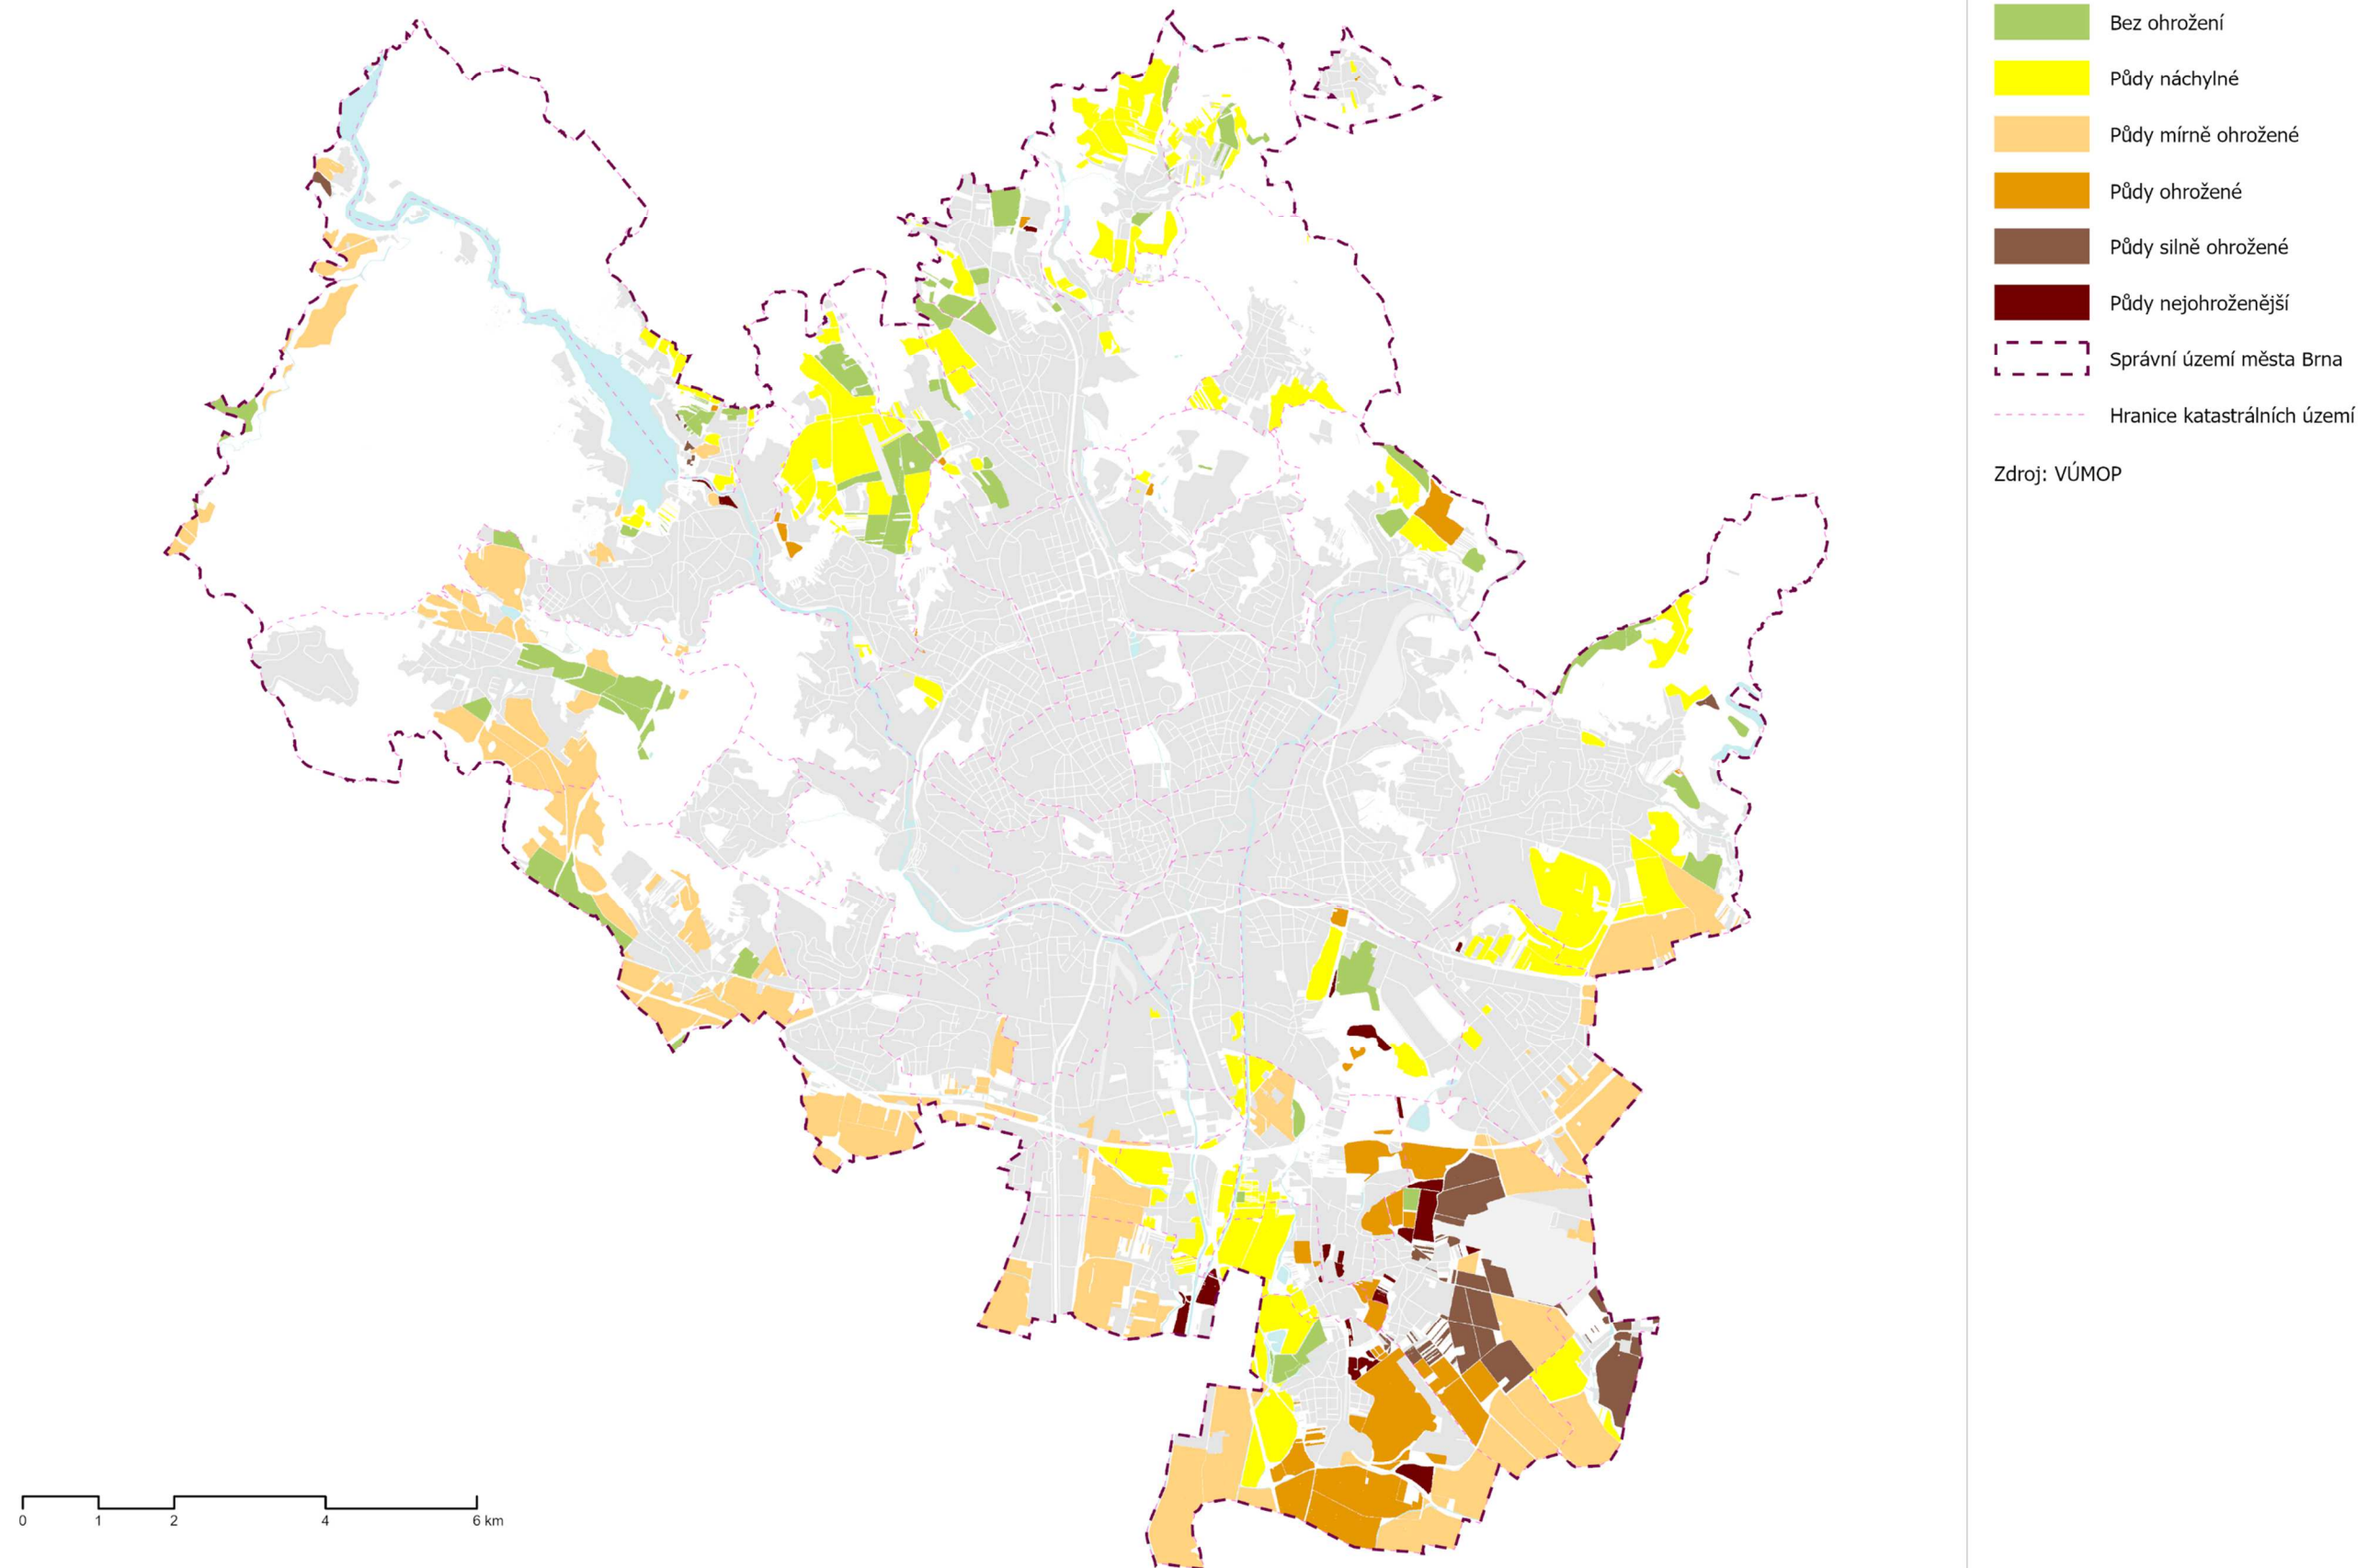 Bez ohrožení
Půdy náchylné
Půdy mírně ohrožené
Půdy ohrožené
Půdy silně ohrožené
Půdy nejohroženější
Správní území města Brna
Hranice katastrálních území
Zdroj: VÚMOP
0 1 2 4 6 km